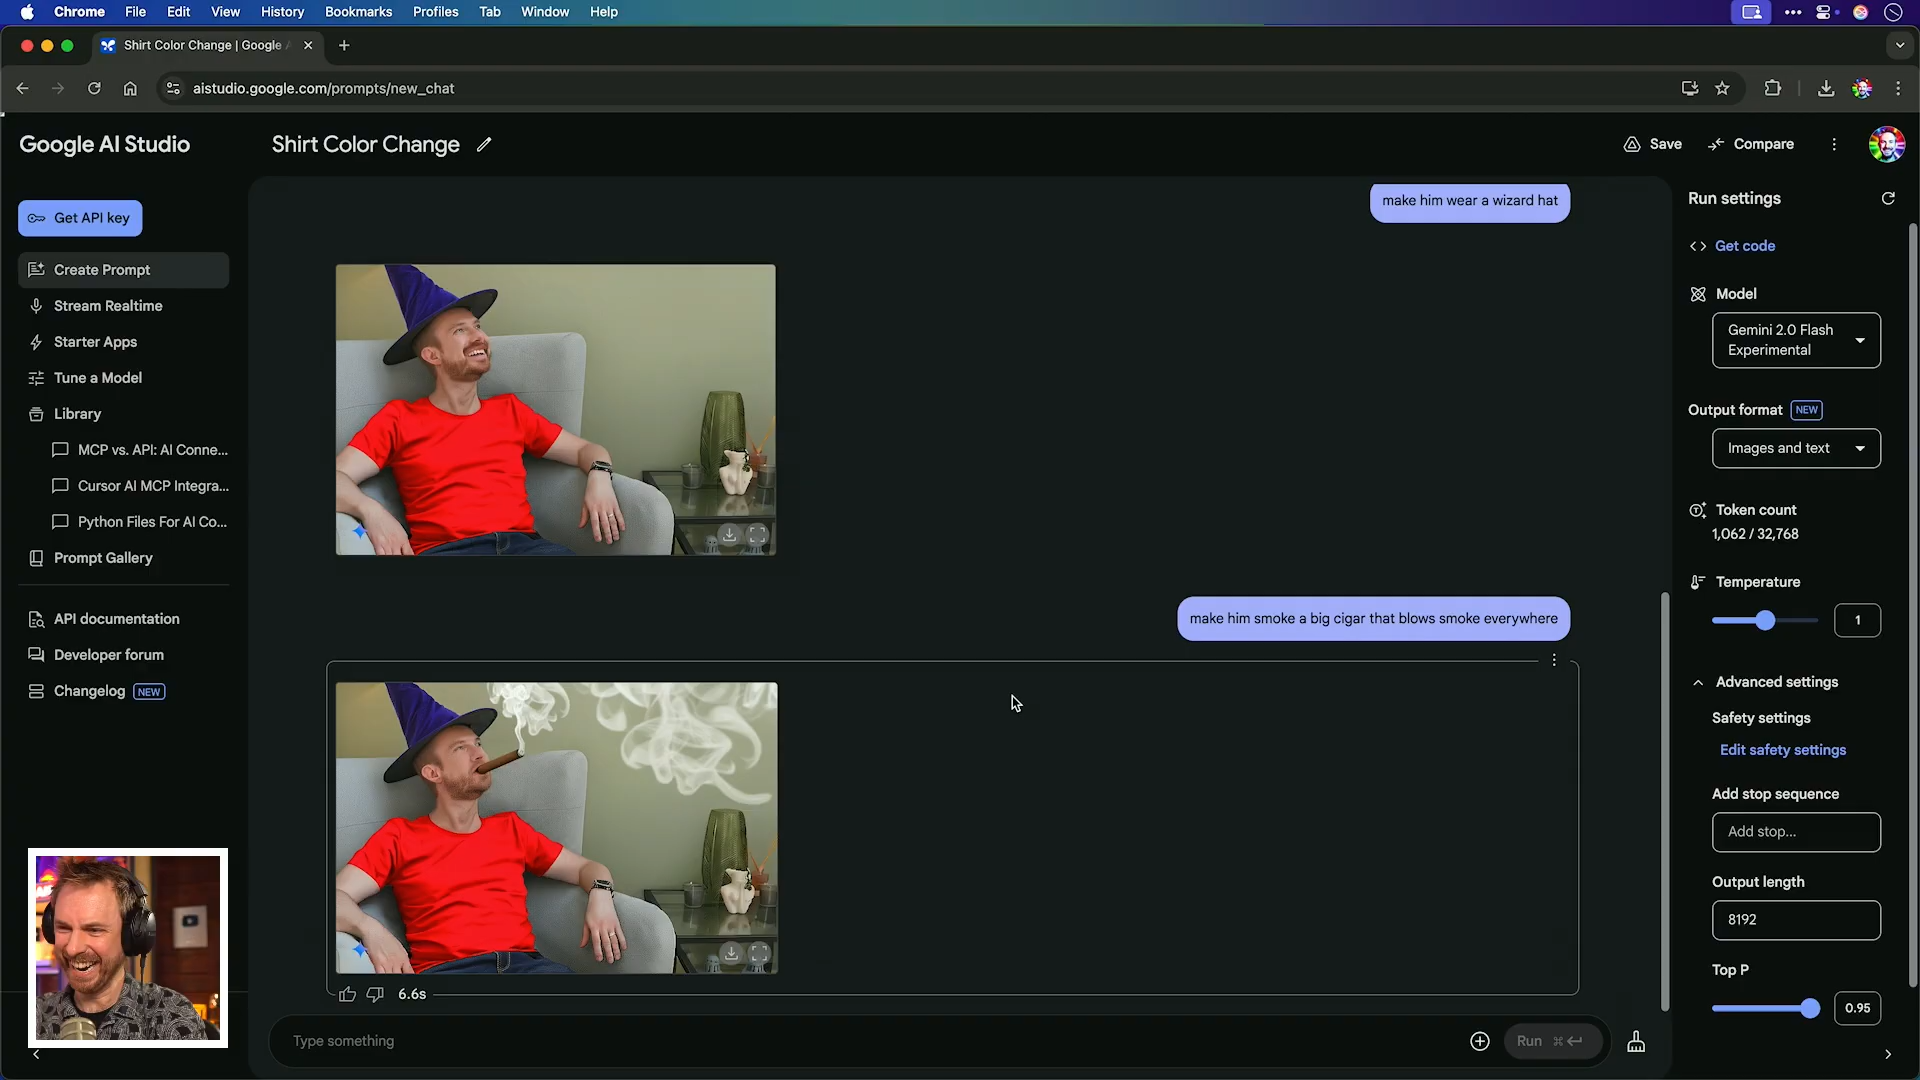 Chrome File Edit View History Bookmarks Profiles Tab Window Help
Shirt Color Change | Google
aistudio.google.com/prompts/new_chat
Google AI Studio
Shirt Color Change
Save
Compare
Get API key
Create Prompt
Stream Realtime
Starter Apps
Tune a Model
Library
MCP vs. API: AI Conne...
Cursor AI MCP Integra...
Python Files For AI Co...
Prompt Gallery
API documentation
Developer forum
Changelog NEW
make him wear a wizard hat
make him smoke a big cigar that blows smoke everywhere
6.6s
Type something
Run ⌘↵
Run settings
Get code
Model
Gemini 2.0 Flash
Experimental
Output format NEW
Images and text
Token count
1,062 / 32,768
Temperature
1
Advanced settings
Safety settings
Edit safety settings
Add stop sequence
Add stop...
Output length
8192
Top P
0.95